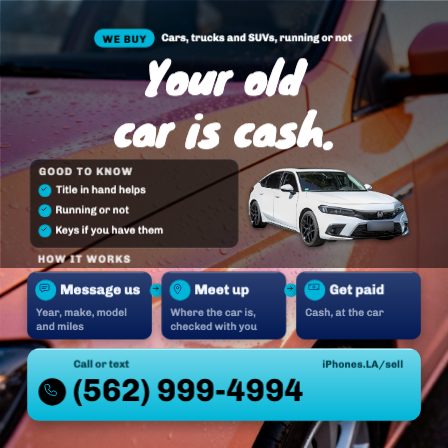 WE BUY Cars, trucks and SUVs, running or not
Your old
car is cash.
GOOD TO KNOW
Title in hand helps
Running or not
Keys if you have them
HOW IT WORKS
Message us
Year, make, model
and miles
Meet up
Where the car is,
checked with you
Get paid
Cash, at the car
Call or text
iPhones.LA/sell
(562) 999-4994